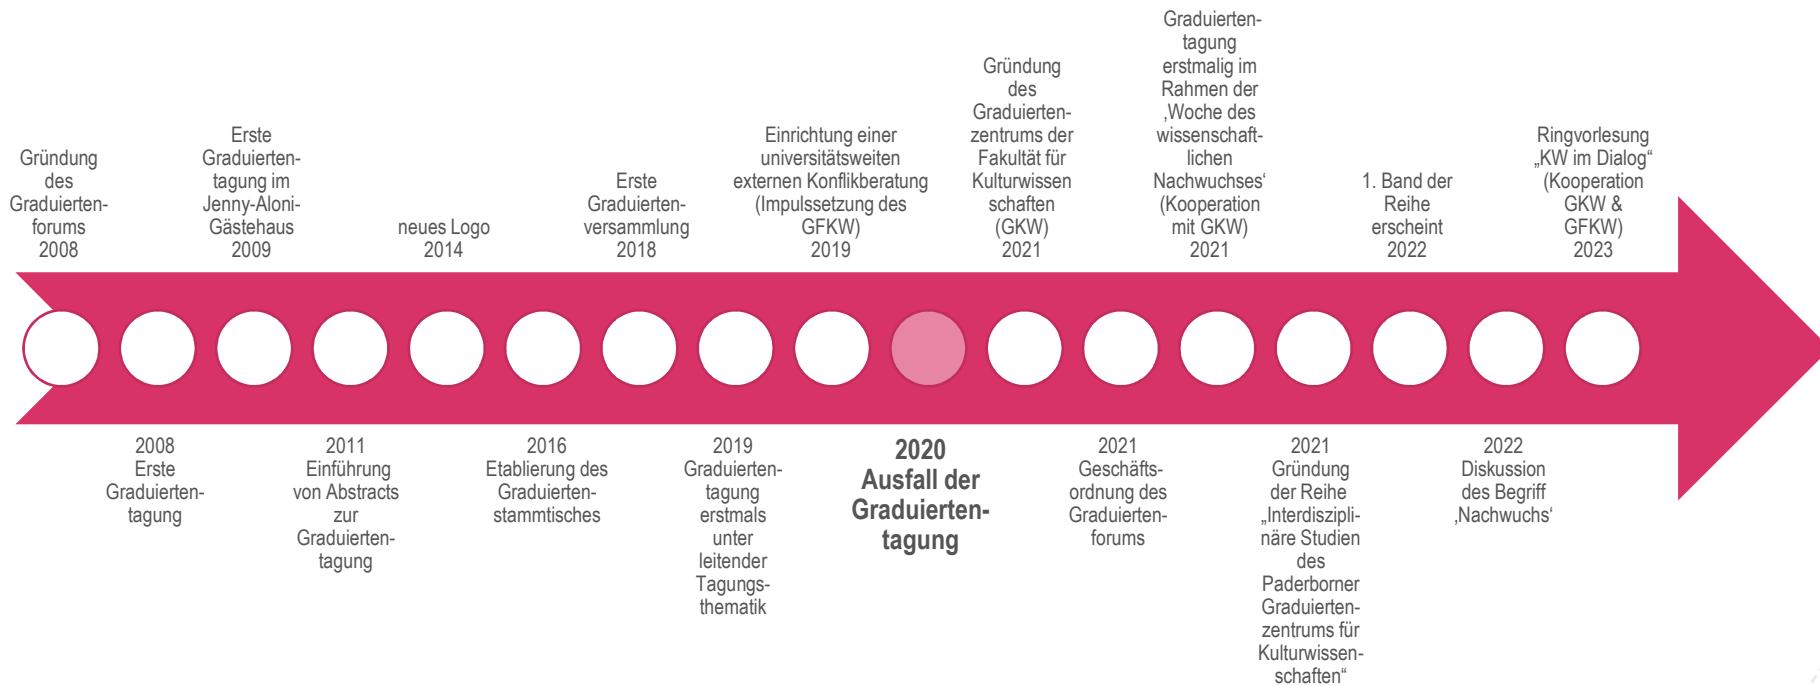 Gründung
des
Graduierten-
forums
2008
Erste
Graduierten-
tagung im
Jenny-Aloni-
Gästehaus
2009
neues Logo
2014
Erste
Graduierten-
versammlung
2018
Einrichtung einer
universitätsweiten
externen Konflikberatung
(Impulssetzung des
GFKW)
2019
Gründung
des
Graduierten-
zentrums der
Fakultät für
Kulturwissen
schaften
(GKW)
2021
Graduierten-
tagung
erstmalig im
Rahmen der
‚Woche des
wissenschaft-
lichen
Nachwuchses‘
(Kooperation
mit GKW)
2021
1. Band der
Reihe
erscheint
2022
Ringvorlesung
„KW im Dialog“
(Kooperation
GKW &
GFKW)
2023
2008
Erste
Graduierten-
tagung
2011
Einführung
von Abstracts
zur
Graduierten-
tagung
2016
Etablierung des
Graduierten-
stammtisches
2019
Graduierten-
tagung
erstmals
unter
leitender
Tagungs-
thematik
2020
Ausfall der
Graduierten-
tagung
2021
Geschäfts-
ordnung des
Graduierten-
forums
2021
Gründung
der Reihe
„Interdiszipli-
näre Studien
des
Paderborner
Graduierten-
zentrums für
Kulturwissen-
schaften“
2022
Diskussion
des Begriff
‚Nachwuchs‘